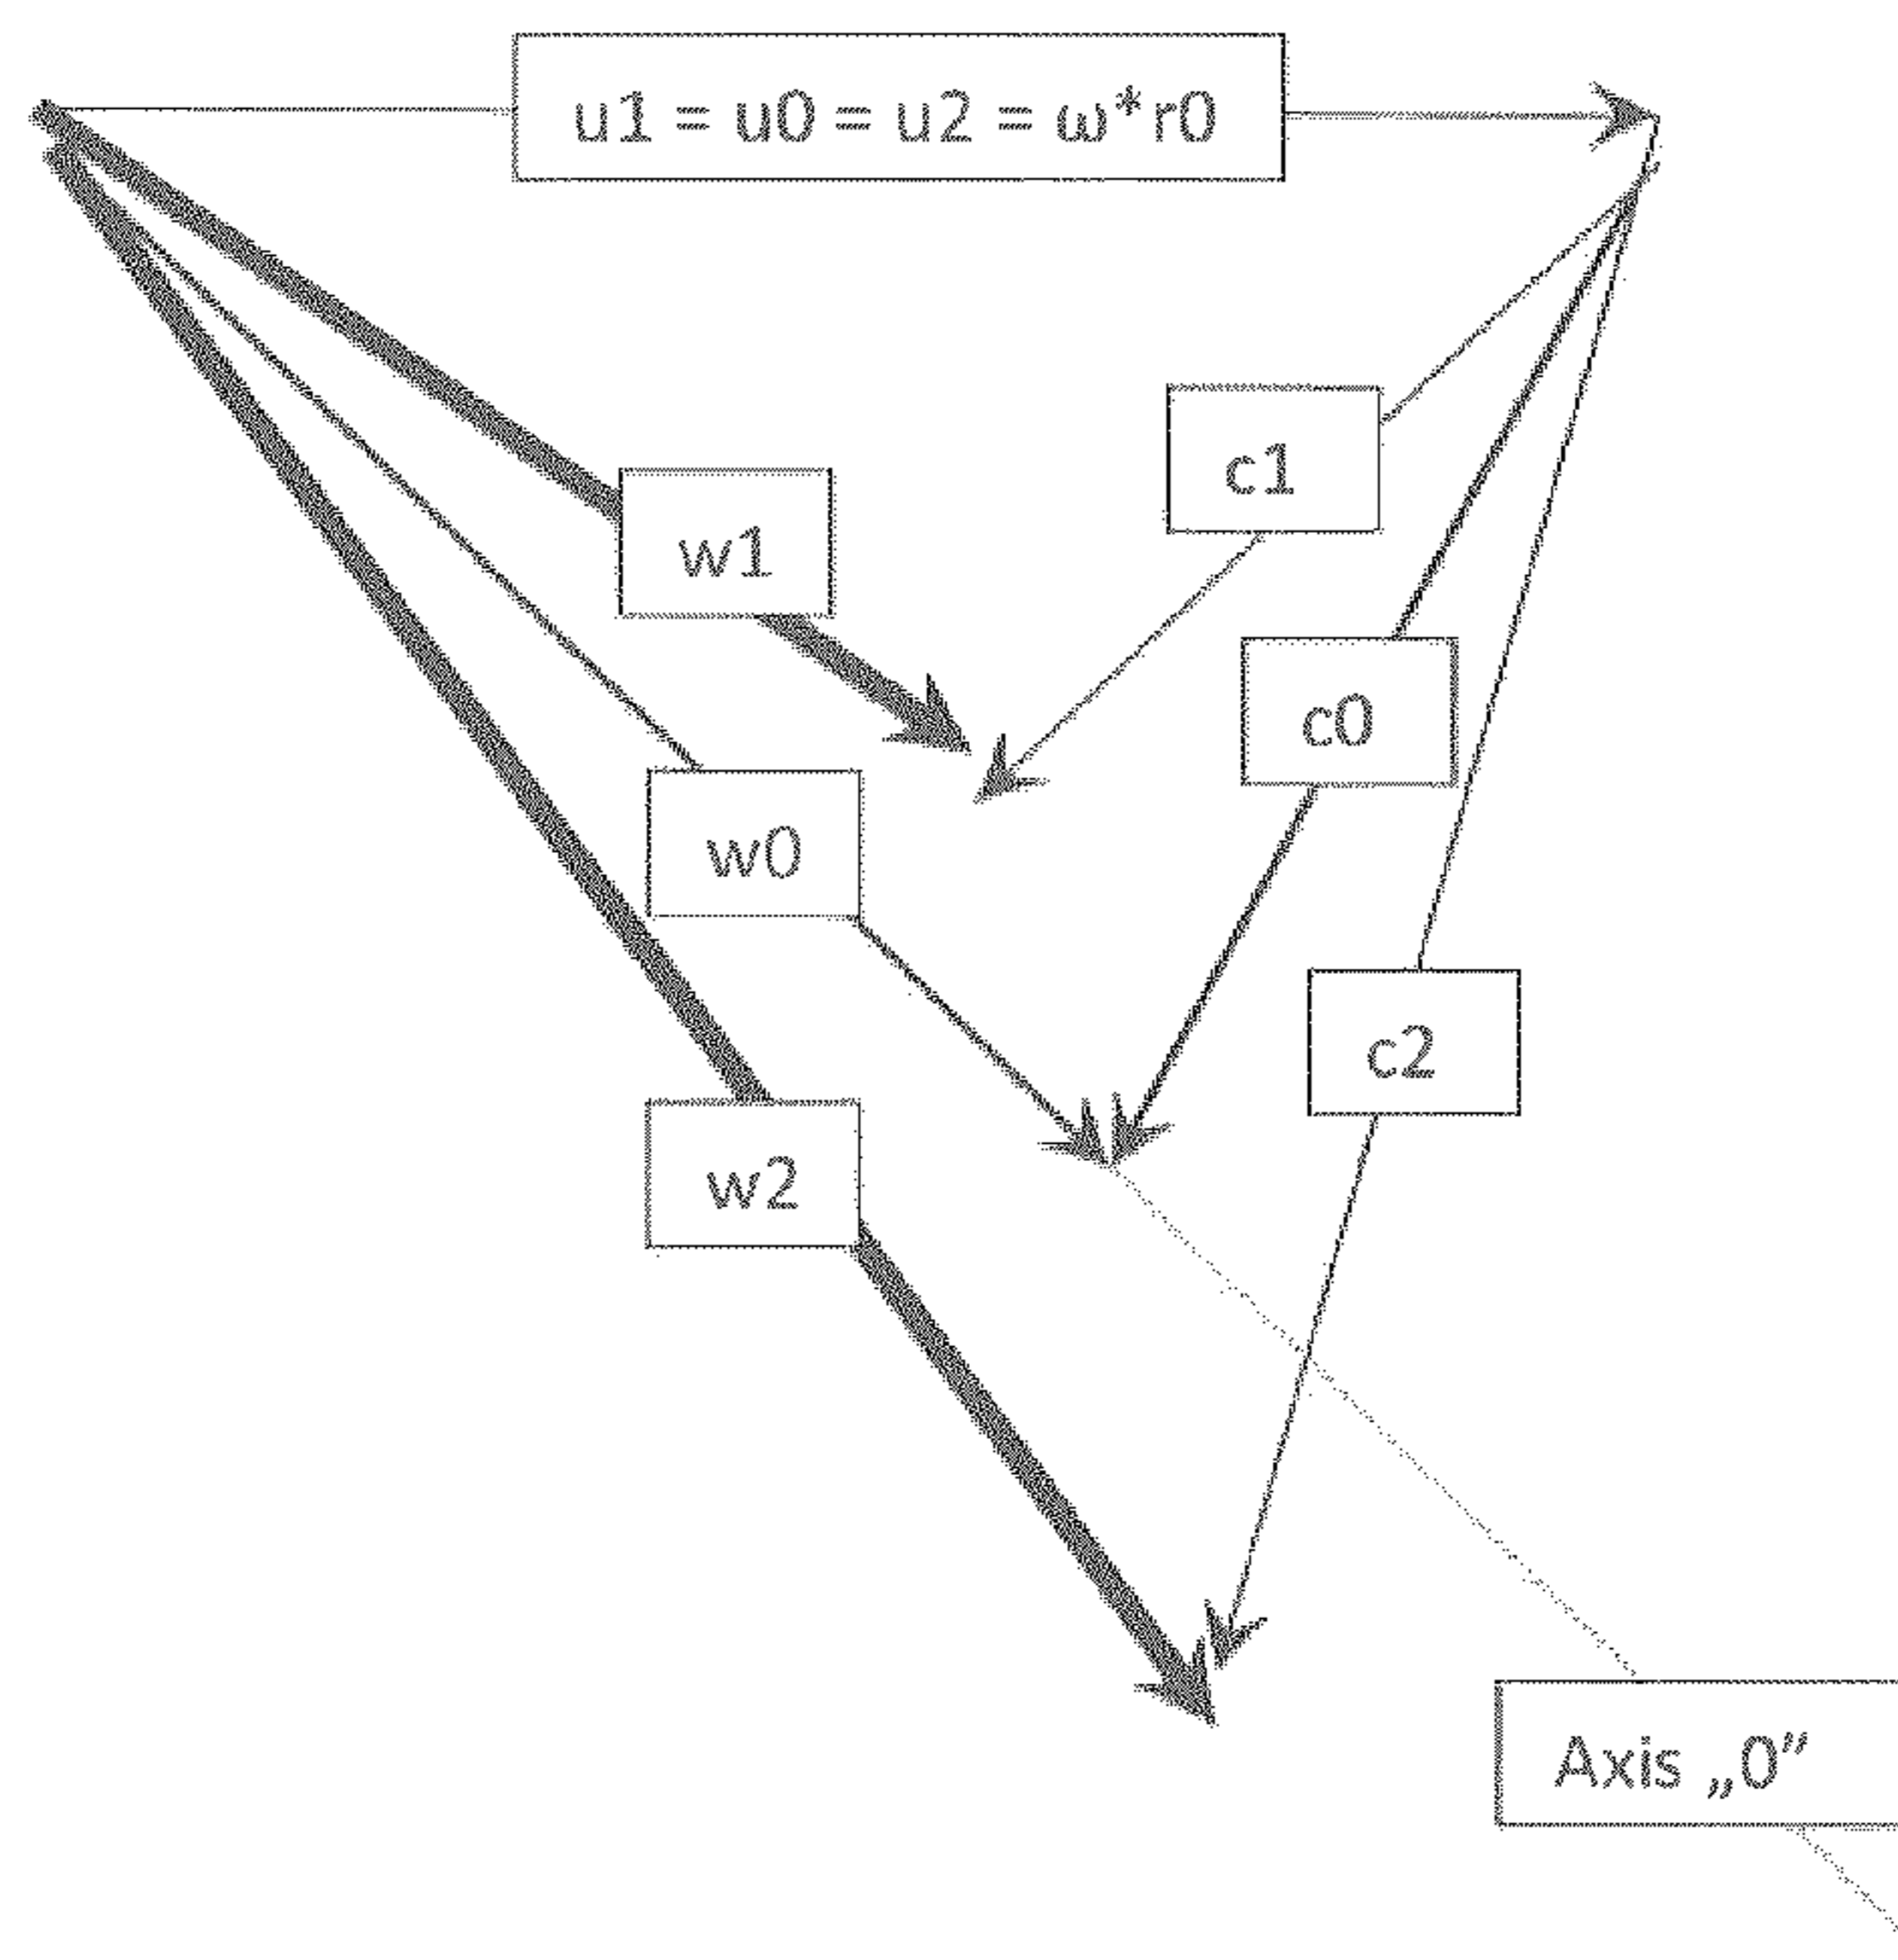 u1 = u0 = u2 = ω*r0
c1
w1
c0
w0
c2
w2
Axis „0”